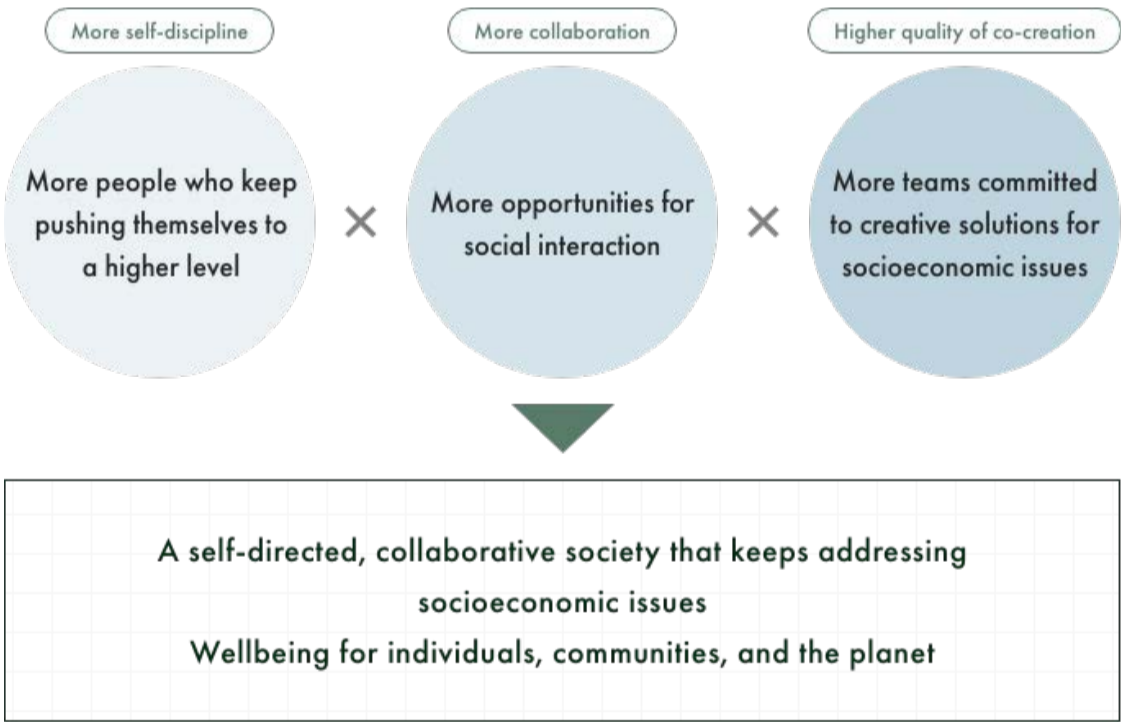 More self-discipline
More collaboration
Higher quality of co-creation
More people who keep
pushing themselves to
a higher level
×
More opportunities for
social interaction
×
More teams committed
to creative solutions for
socioeconomic issues
A self-directed, collaborative society that keeps addressing
socioeconomic issues
Wellbeing for individuals, communities, and the planet